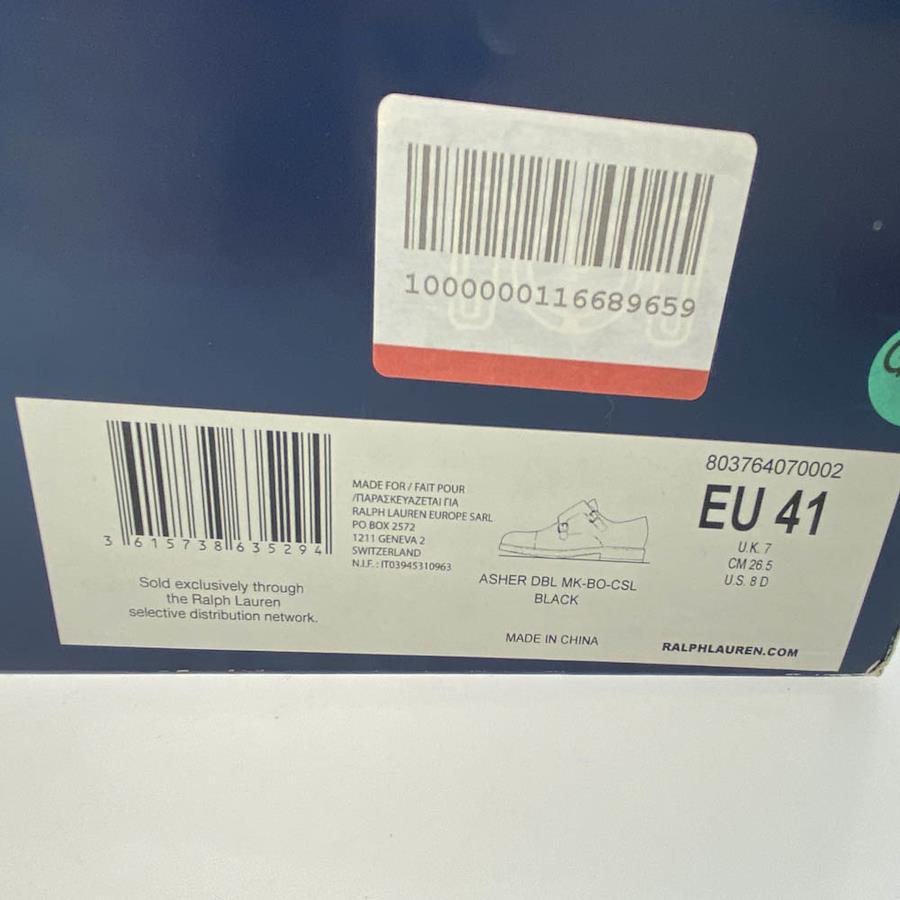 1000000116689659
3 615738 635294
Sold exclusively through
the Ralph Lauren
selective distribution network.
MADE FOR / FAIT POUR
/ΠΑΡΑΣΚΕΥΑΖΕΤΑΙ ΓΙΑ
RALPH LAUREN EUROPE SARL
PO BOX 2572
1211 GENEVA 2
SWITZERLAND
N.I.F. : IT03945310963
ASHER DBL MK-BO-CSL
BLACK
MADE IN CHINA
803764070002
EU 41
U.K. 7
CM 26.5
U.S. 8 D
RALPHLAUREN.COM